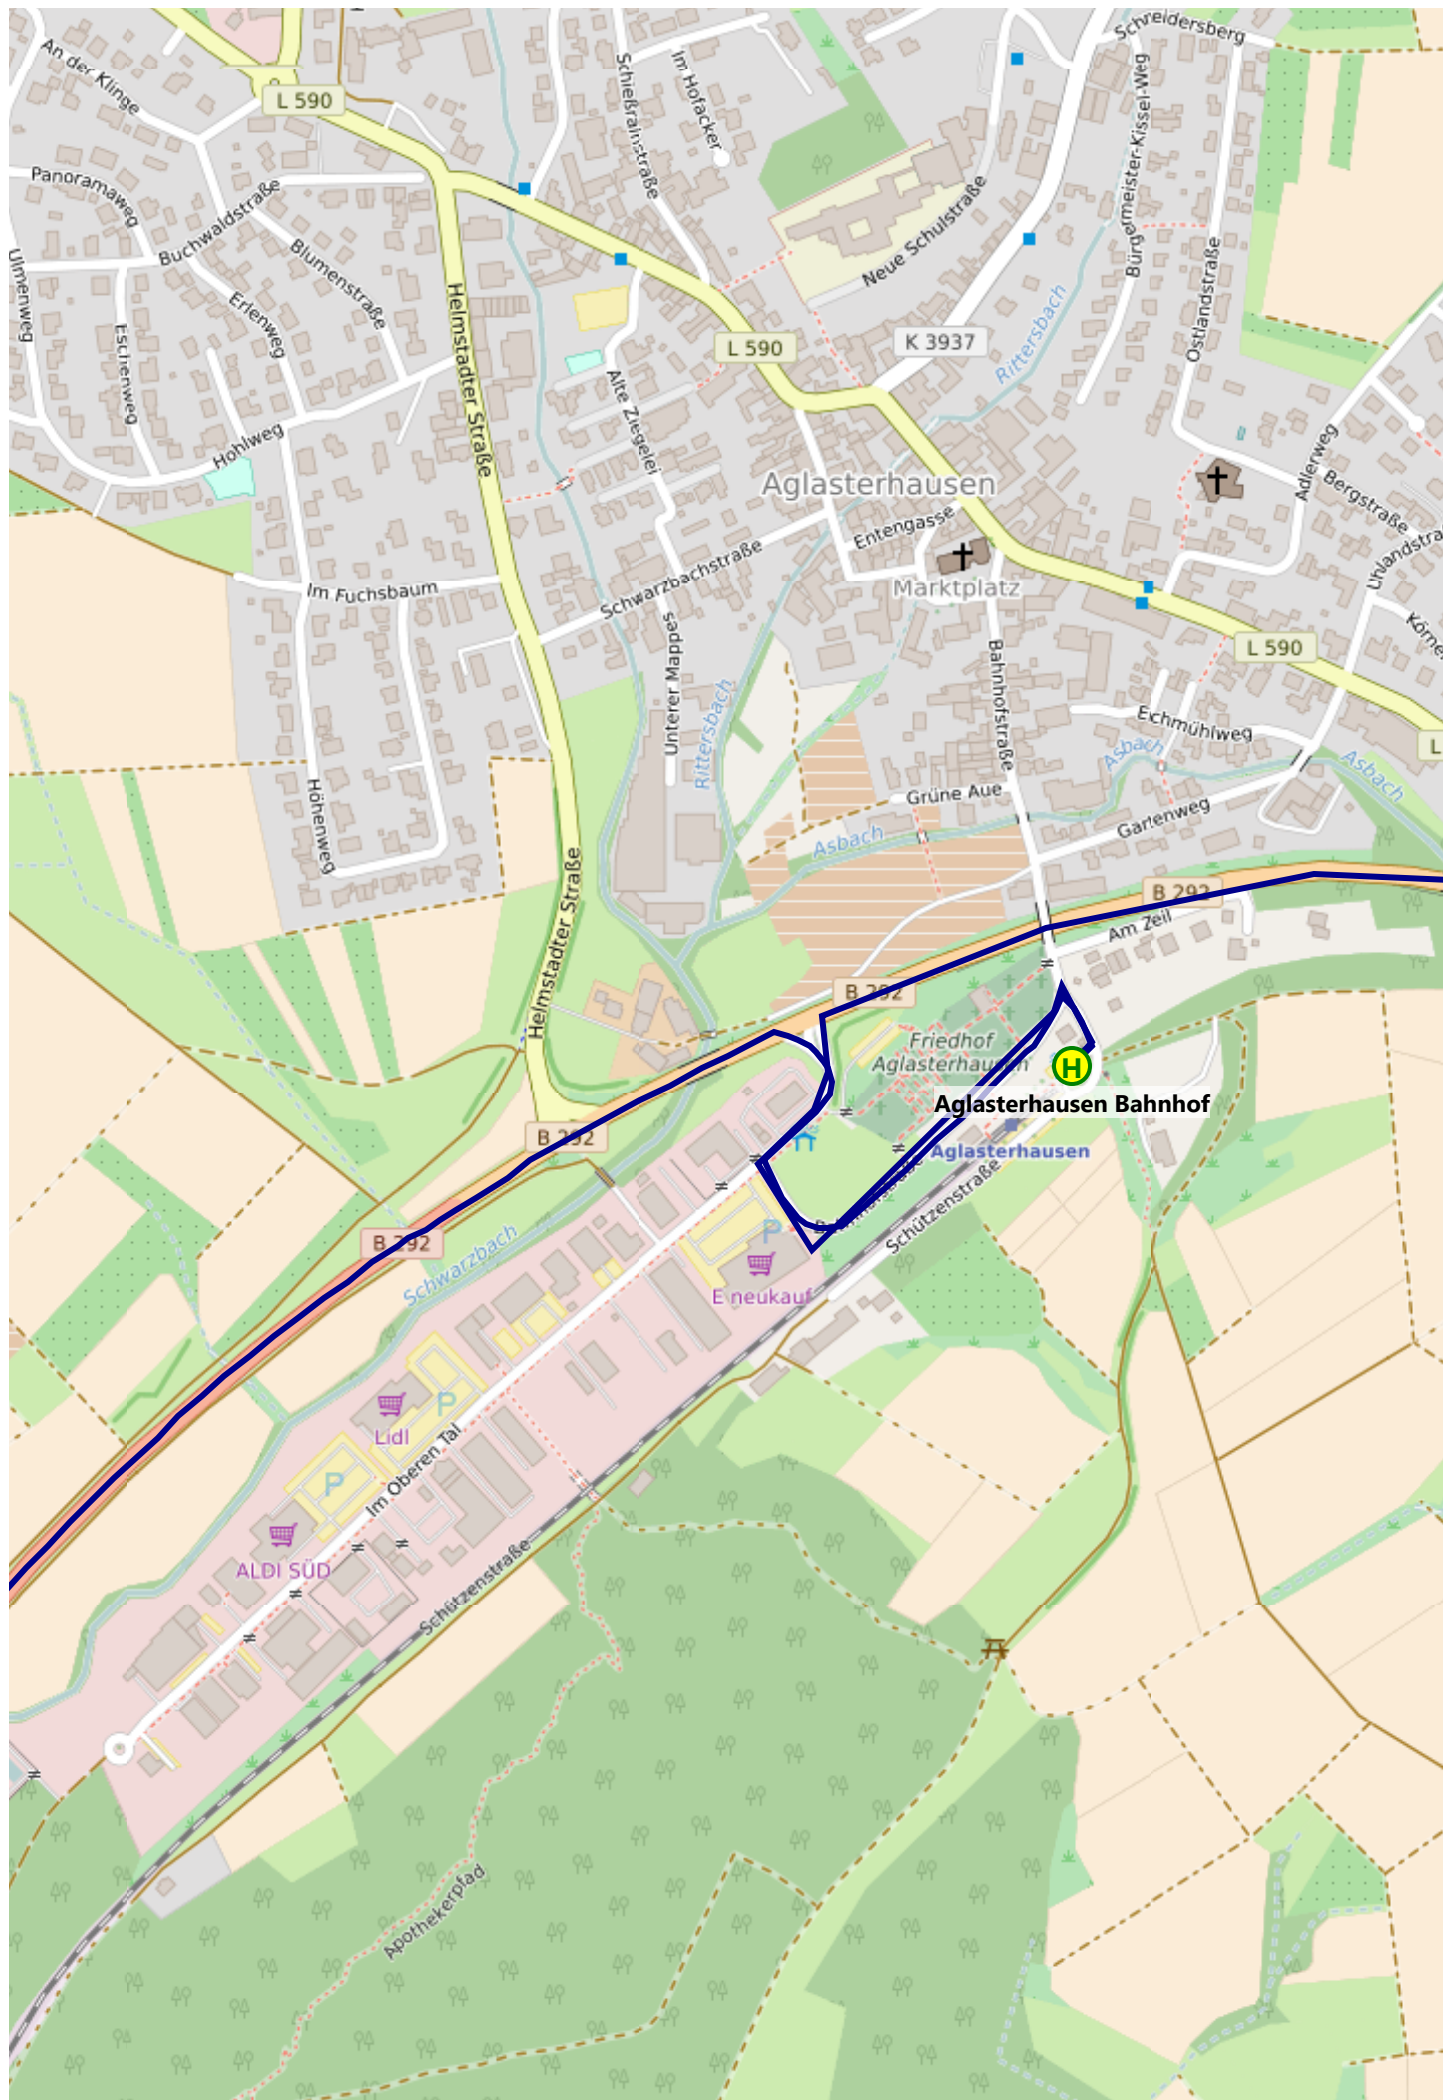 Schreidersberg
An der Klinge
L 590
Schießrainstraße
Im Hofacker
Bürgermeister-Kissel-Weg
Panoramaweg
Buchwaldstraße
Neue Schulstraße
Ulmenweg
Blumenstraße
Erlenweg
Eschenweg
Helmstadter Straße
Ostlandstraße
Rittersbach
K 3937
L 590
Alte Ziegelei
Hohlweg
Adlerweg
Bergstraße
Aglasterhausen
Entengasse
Uhlandstra
Schwarzbachstraße
Im Fuchsbaum
Marktplatz
Körne
L 590
Unterer Mappes
Bahnhofstraße
Rittersbach
Eichmühlweg
Asbach
Asbach
L
Höhenweg
Grüne Aue
Gartenweg
Asbach
Helmstadter Straße
B 292
Am Zeil
B 292
Friedhof
Aglasterhausen
H
Aglasterhausen Bahnhof
B 292
Aglasterhausen
Schützenstraße
P
B 292
Schwarzbach
E neukauf
P
Lidl
Im Oberen Tal
P
ALDI SÜD
Schützenstraße
Apothekerpfad